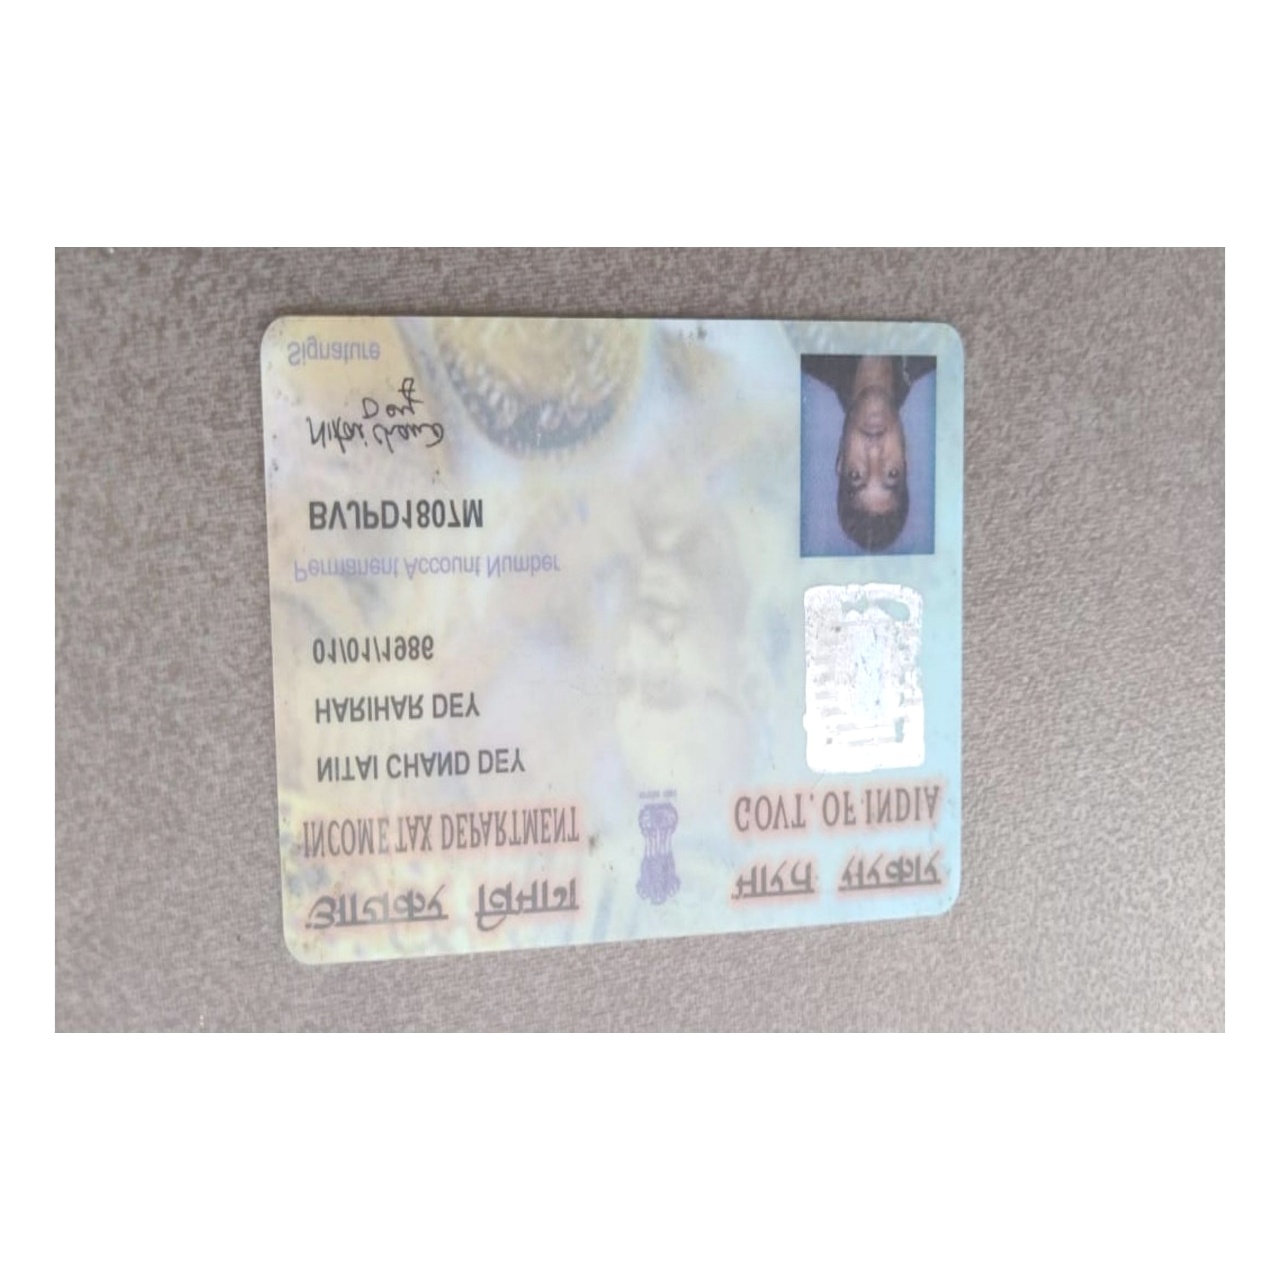 आयकर विभाग
INCOME TAX DEPARTMENT
भारत सरकार
GOVT. OF INDIA
NITAI CHAND DEY
HARIHAR DEY
01/01/1986
Permanent Account Number
BVJPD1807M
Nitai Chand
Dey
Signature